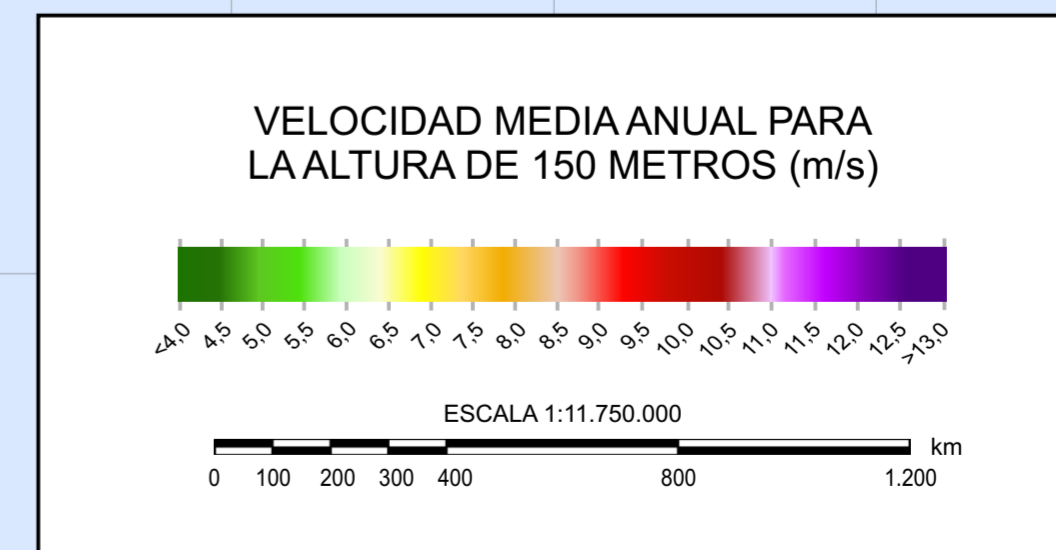 VELOCIDAD MEDIA ANUAL PARA
LA ALTURA DE 150 METROS (m/s)
<4,0 4,5 5,0 5,5 6,0 6,5 7,0 7,5 8,0 8,5 9,0 9,5 10,0 10,5 11,0 11,5 12,0 12,5 >13,0
ESCALA 1:11.750.000
km
0 100 200 300 400 800 1.200